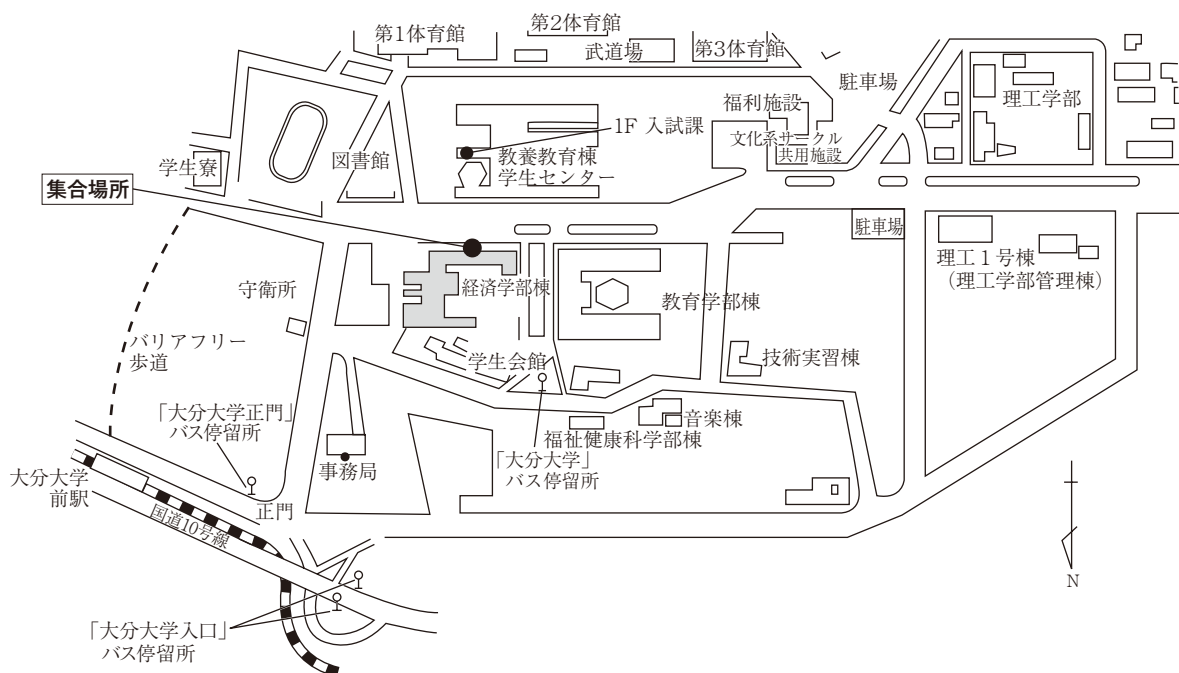 第1体育館
第2体育館
武道場
第3体育館
駐車場
理工学部
福利施設
1F 入試課
文化系サークル
共用施設
教養教育棟
学生センター
図書館
学生寮
集合場所
駐車場
理工1号棟
（理工学部管理棟）
経済学部棟
教育学部棟
守衛所
バリアフリー
歩道
学生会館
技術実習棟
「大分大学正門」
バス停留所
音楽棟
福祉健康科学部棟
「大分大学」
バス停留所
事務局
大分大学
前駅
正門
国道10号線
N
「大分大学入口」
バス停留所